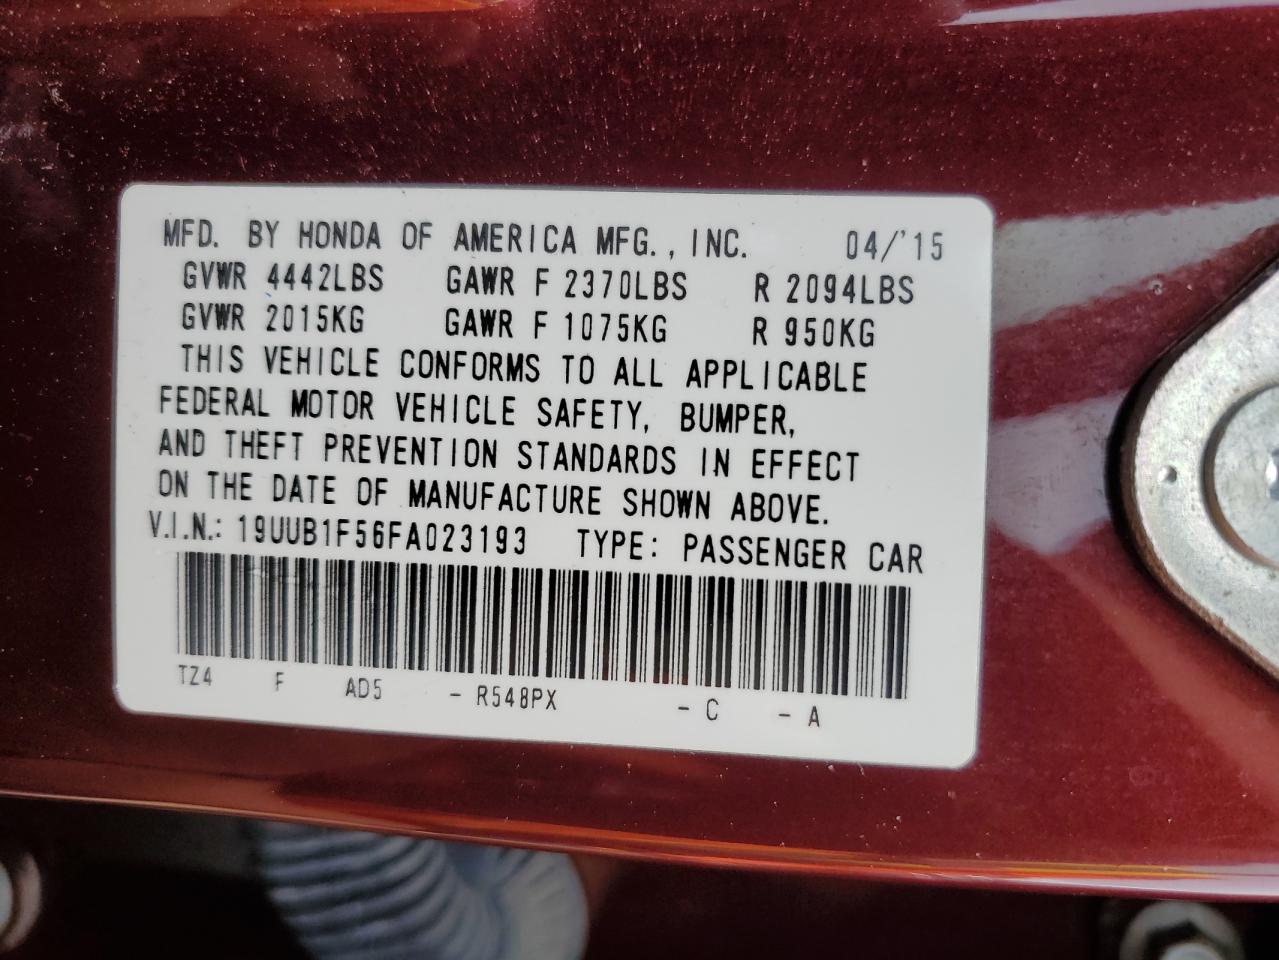 MFD. BY HONDA OF AMERICA MFG., INC. 04/'15
GVWR 4442LBS GAWR F 2370LBS R 2094LBS
GVWR 2015KG GAWR F 1075KG R 950KG
THIS VEHICLE CONFORMS TO ALL APPLICABLE
FEDERAL MOTOR VEHICLE SAFETY, BUMPER,
AND THEFT PREVENTION STANDARDS IN EFFECT
ON THE DATE OF MANUFACTURE SHOWN ABOVE.
V.I.N.: 19UUB1F56FA023193 TYPE: PASSENGER CAR
TZ4 F AD5 - R548PX - C - A